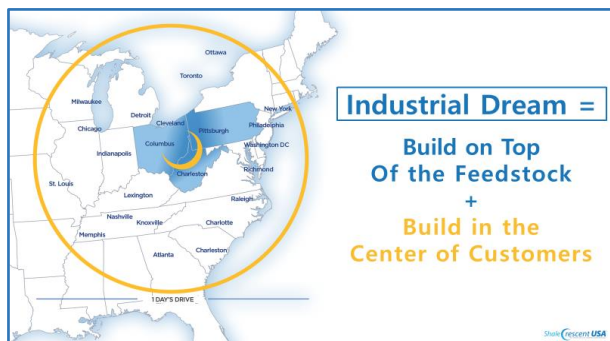 Ottawa
Toronto
Milwaukee
Detroit
New York
Cleveland
Chicago
Pittsburgh
Philadelphia
Columbus
Indianapolis
Washington DC
Charleston
Richmond
St. Louis
Lexington
Raleigh
Nashville
Knoxville
Charlotte
Memphis
Atlanta
Charleston
1 DAY'S DRIVE
Industrial Dream =
Build on Top
Of the Feedstock
+
Build in the
Center of Customers
Shale Crescent USA